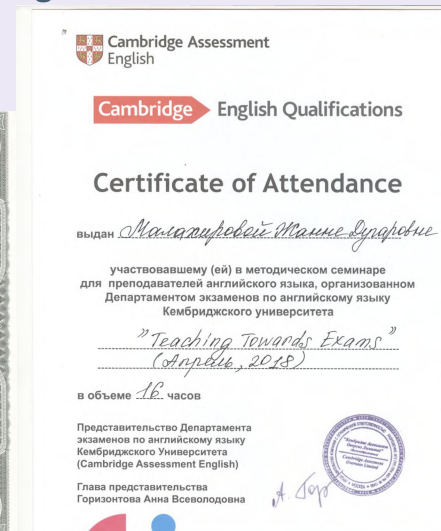 Cambridge Assessment
English
Cambridge English Qualifications
Certificate of Attendance
выдан Малахировой Жанне Дугаровне
участвовавшему (ей) в методическом семинаре
для преподавателей английского языка, организованном
Департаментом экзаменов по английскому языку
Кембриджского университета
"Teaching Towards Exams"
(Апрель, 2018)
в объеме 16 часов
Представительство Департамента
экзаменов по английскому языку
Кембриджского Университета
(Cambridge Assessment English)
Глава представительства
Горизонтова Анна Всеволодовна